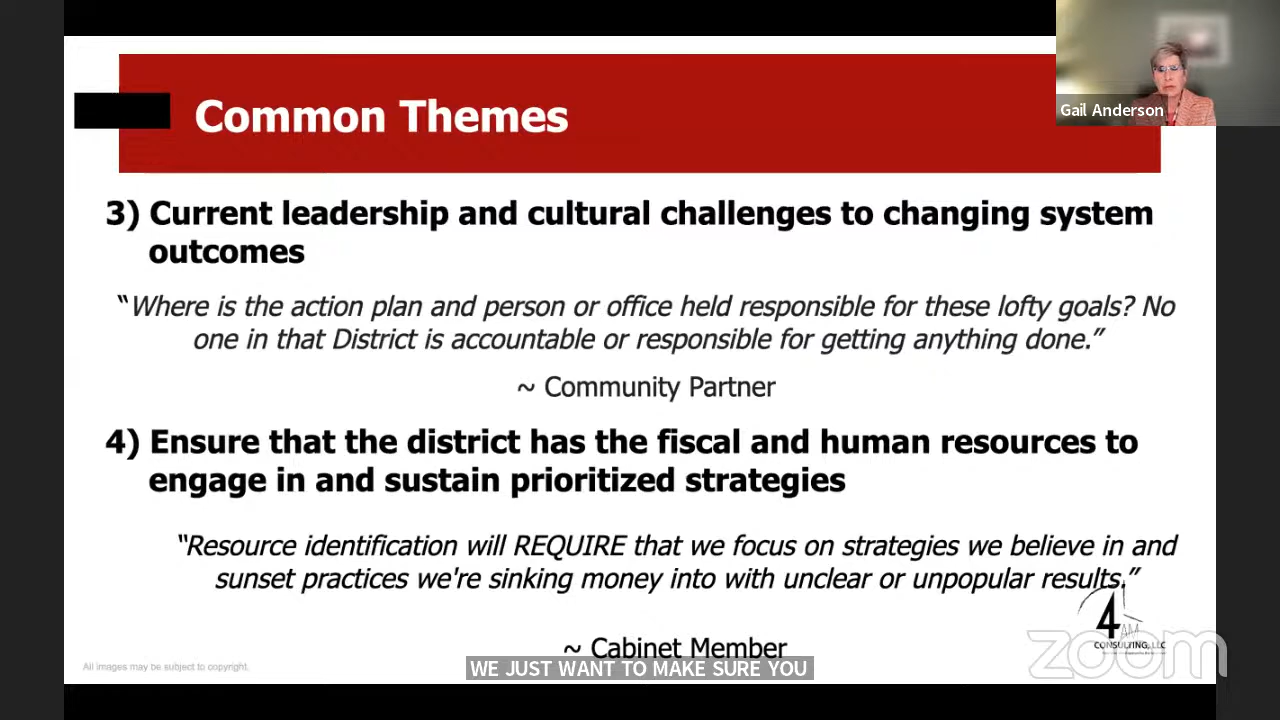 Common Themes
Gail Anderson
3) Current leadership and cultural challenges to changing system
outcomes
“Where is the action plan and person or office held responsible for these lofty goals? No
one in that District is accountable or responsible for getting anything done.”
~ Community Partner
4) Ensure that the district has the fiscal and human resources to
engage in and sustain prioritized strategies
“Resource identification will REQUIRE that we focus on strategies we believe in and
sunset practices we're sinking money into with unclear or unpopular results.”
4 AM
CONSULTING, LLC
~ Cabinet Member
zoom
All images may be subject to copyright.
WE JUST WANT TO MAKE SURE YOU